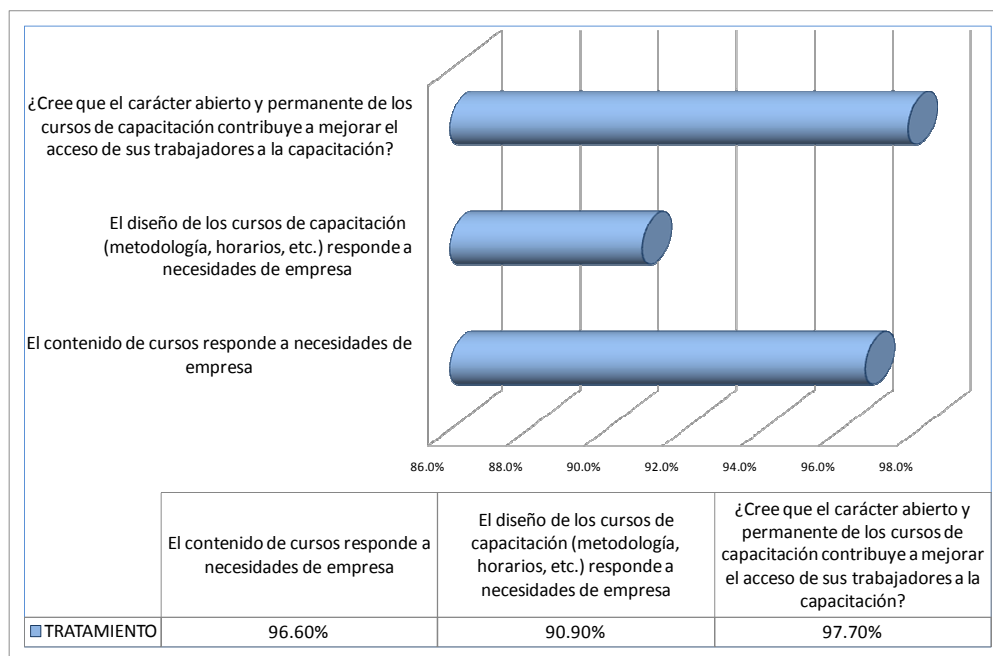 ¿Cree que el carácter abierto y permanente de los
cursos de capacitación contribuye a mejorar el
acceso de sus trabajadores a la capacitación?
El diseño de los cursos de capacitación
(metodología, horarios, etc.) responde a
necesidades de empresa
El contenido de cursos responde a necesidades de
empresa
86.0% 88.0% 90.0% 92.0% 94.0% 96.0% 98.0%
El contenido de cursos responde a
necesidades de empresa
El diseño de los cursos de
capacitación (metodología,
horarios, etc.) responde a
necesidades de empresa
¿Cree que el carácter abierto y
permanente de los cursos de
capacitación contribuye a mejorar
el acceso de sus trabajadores a la
capacitación?
TRATAMIENTO 96.60% 90.90% 97.70%